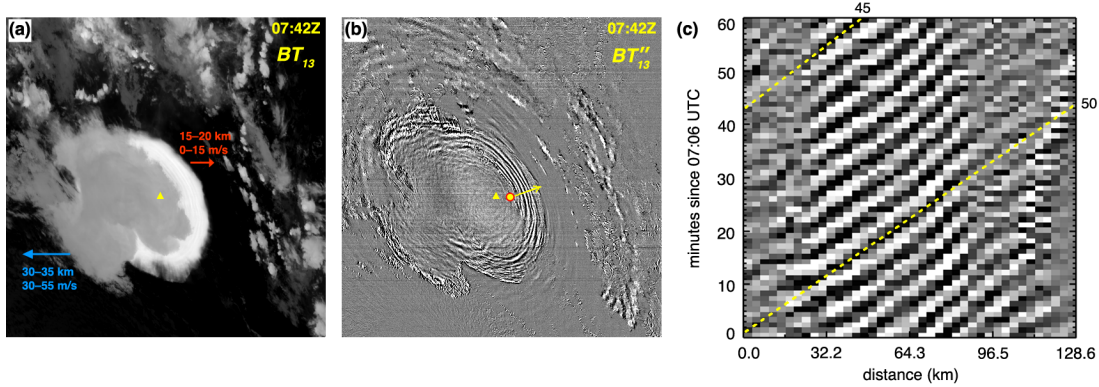 (a)
07:42Z
BT13
15–20 km
0–15 m/s
30–35 km
30–55 m/s
(b)
07:42Z
BT″13
(c)
45
50
minutes since 07:06 UTC
60
50
40
30
20
10
0
0.0 32.2 64.3 96.5 128.6
distance (km)